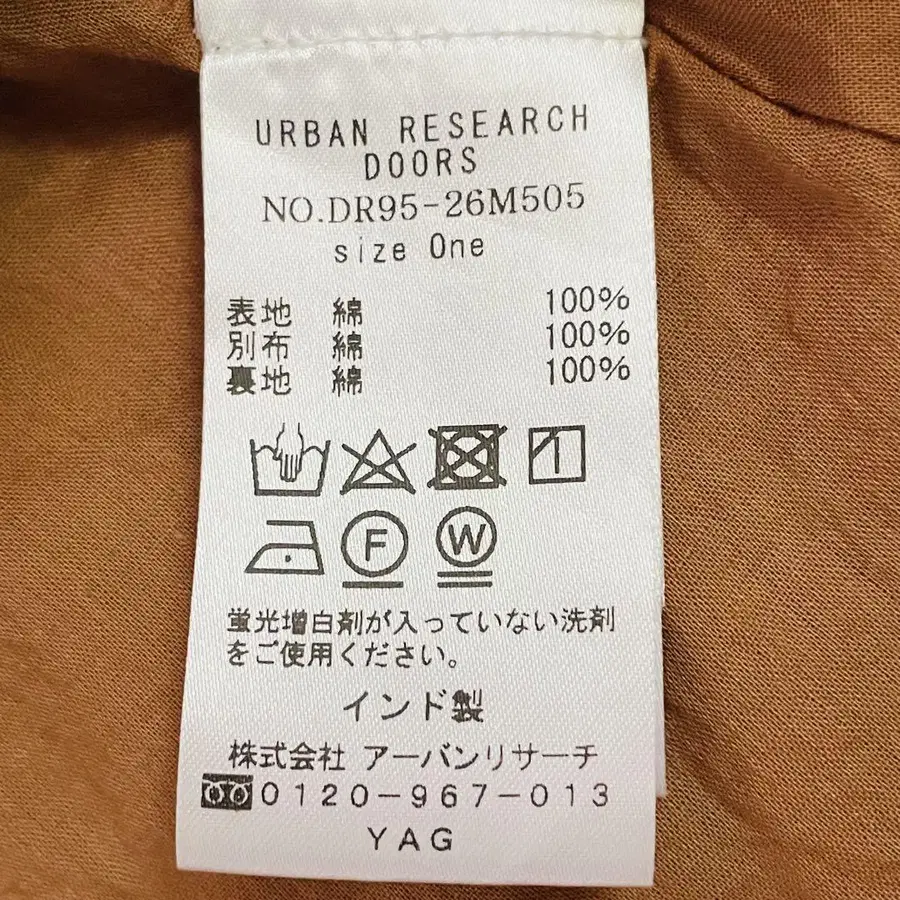 URBAN RESEARCH
DOORS
NO.DR95-26M505
size One
表地 綿 100%
別布 綿 100%
裏地 綿 100%
F W
蛍光増白剤が入っていない洗剤
をご使用ください。
インド製
株式会社 アーバンリサーチ
0120-967-013
YAG